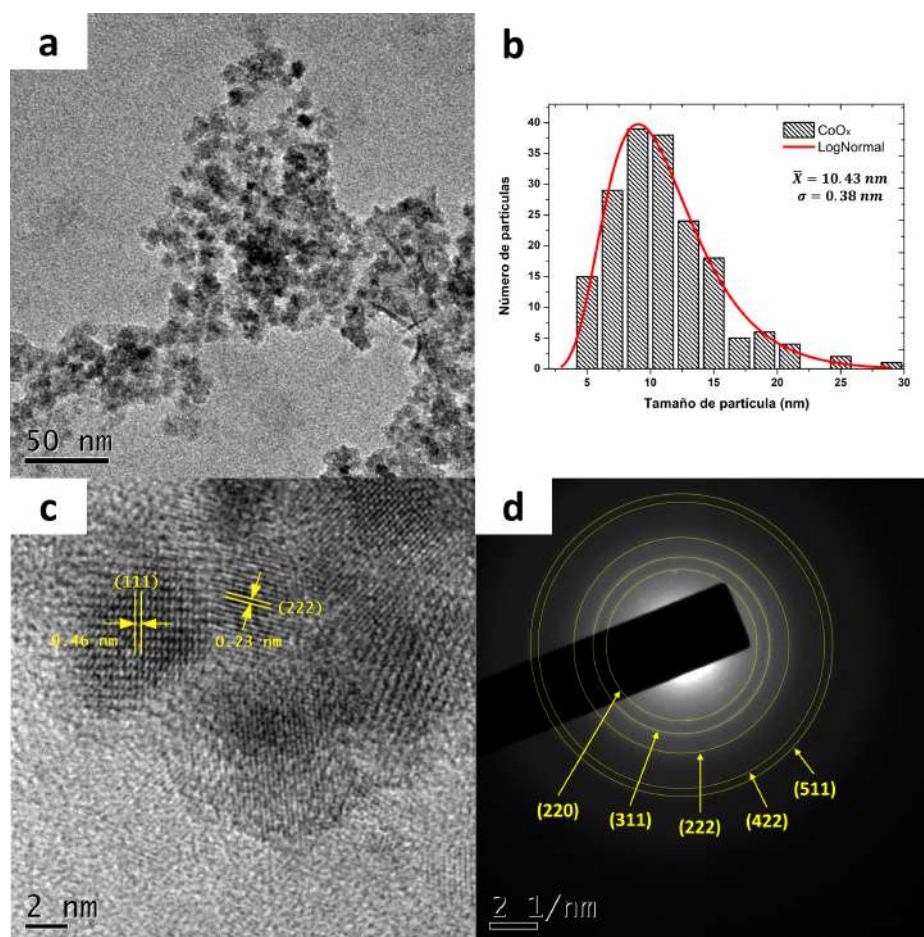 a
50 nm
b
Número de partículas
40
35
30
25
20
15
10
5
0
5 10 15 20 25 30
Tamaño de partícula (nm)
CoOₓ
LogNormal
X̅ = 10.43 nm
σ = 0.38 nm
c
(111)
(222)
0.46 nm
0.23 nm
2 nm
d
(220)
(311)
(222)
(422)
(511)
2 1/nm